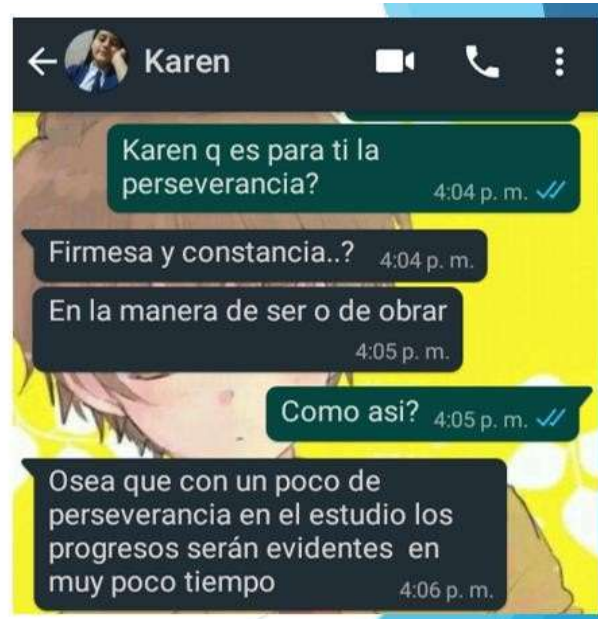 Karen
Karen q es para ti la
perseverancia?
4:04 p. m.
Firmesa y constancia..?
4:04 p. m.
En la manera de ser o de obrar
4:05 p. m.
Como asi?
4:05 p. m.
Osea que con un poco de
perseverancia en el estudio los
progresos serán evidentes en
muy poco tiempo
4:06 p. m.